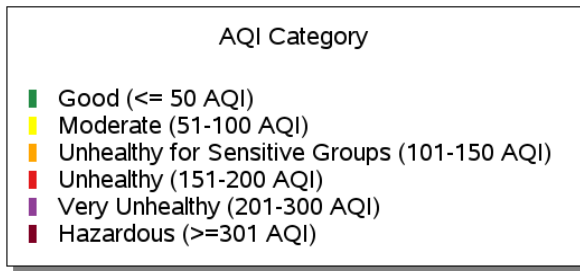 AQI Category
Good (<= 50 AQI)
Moderate (51-100 AQI)
Unhealthy for Sensitive Groups (101-150 AQI)
Unhealthy (151-200 AQI)
Very Unhealthy (201-300 AQI)
Hazardous (>=301 AQI)